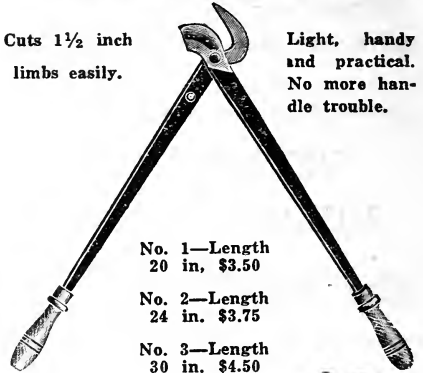 Cuts 1½ inch
limbs easily.
Light, handy
and practical.
No more han-
dle trouble.
No. 1—Length
20 in, $3.50
No. 2—Length
24 in. $3.75
No. 3—Length
30 in. $4.50